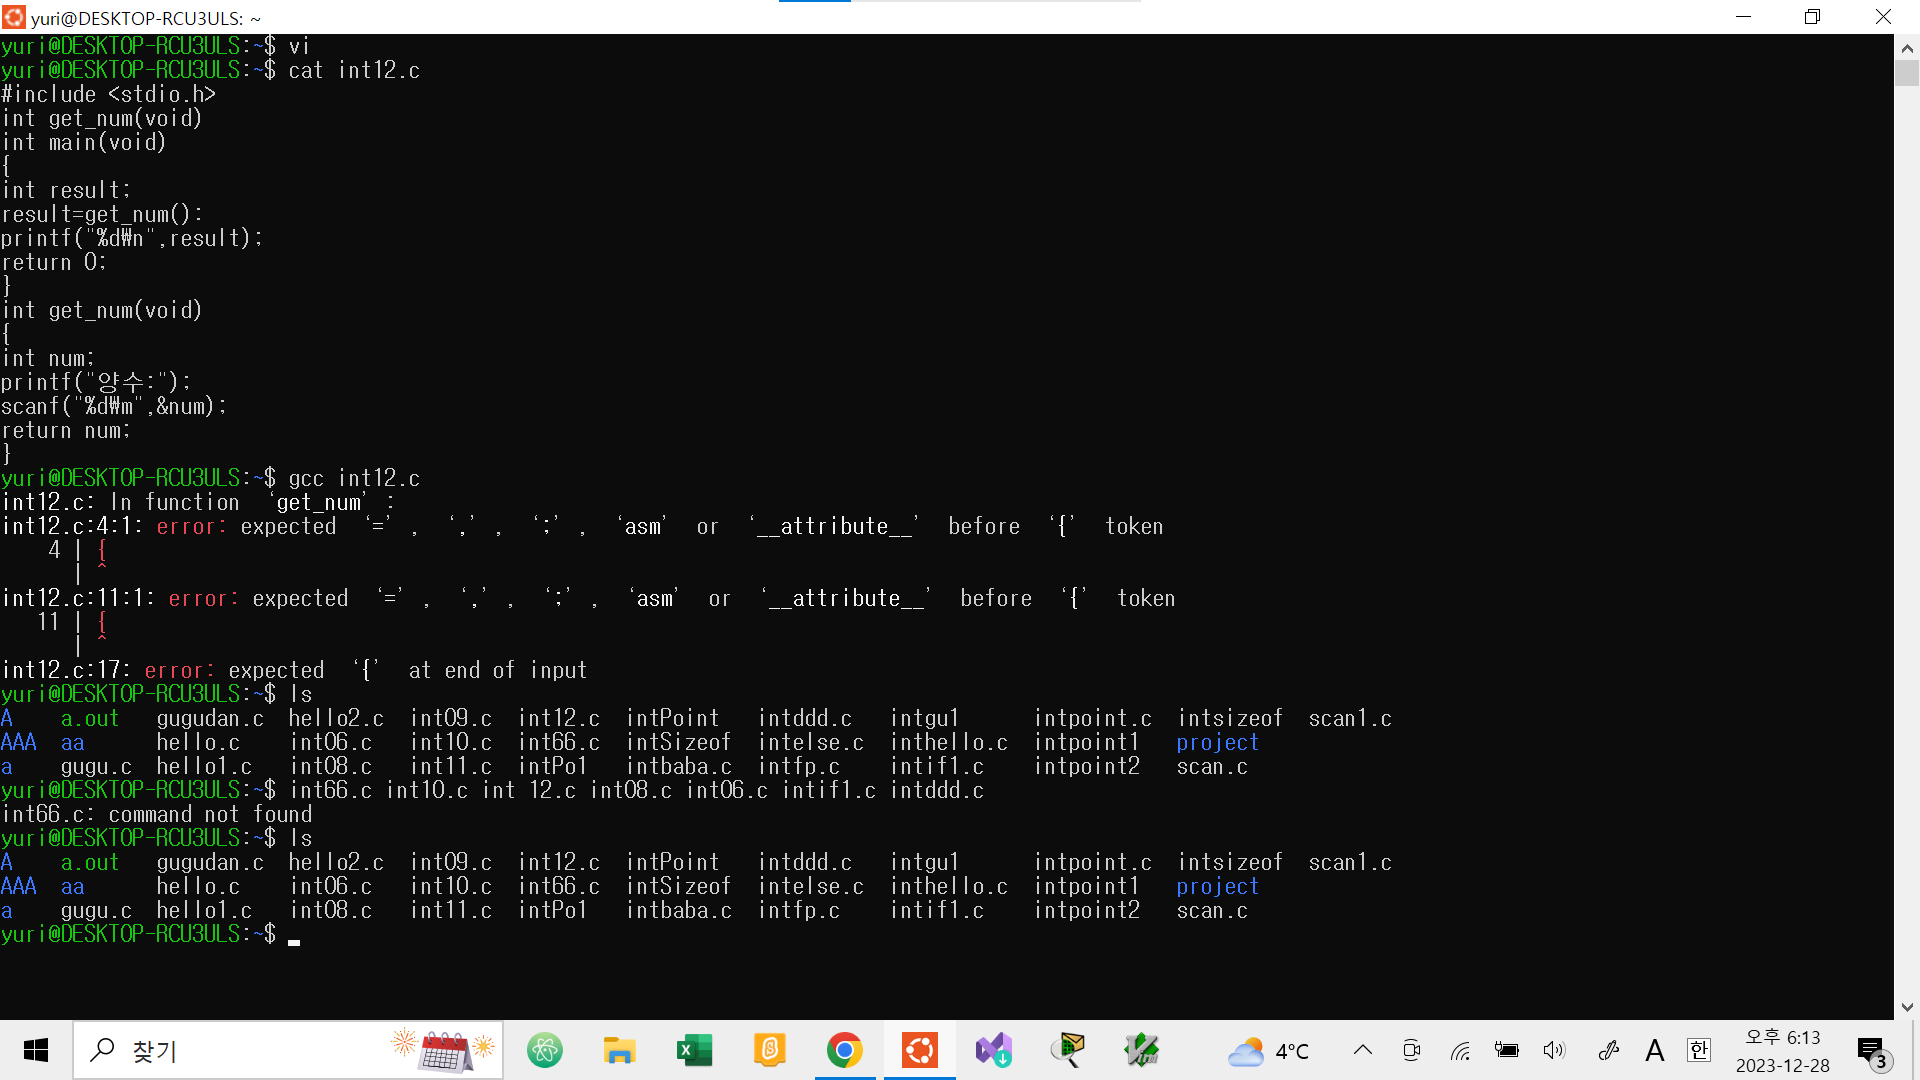 yuri@DESKTOP-RCU3ULS: ~
yuri@DESKTOP-RCU3ULS:~$ vi
yuri@DESKTOP-RCU3ULS:~$ cat int12.c
#include <stdio.h>
int get_num(void)
int main(void)
{
int result;
result=get_num():
printf("%d₩n",result);
return 0;
}
int get_num(void)
{
int num;
printf("양수:");
scanf("%d₩m",&num);
return num;
}
yuri@DESKTOP-RCU3ULS:~$ gcc int12.c
int12.c: In function ‘get_num’ :
int12.c:4:1: error: expected ‘=’ , ‘,’ , ‘;’ , ‘asm’ or ‘__attribute__’ before ‘{’ token
4 | {
| ^
int12.c:11:1: error: expected ‘=’ , ‘,’ , ‘;’ , ‘asm’ or ‘__attribute__’ before ‘{’ token
11 | {
| ^
int12.c:17: error: expected ‘{’ at end of input
yuri@DESKTOP-RCU3ULS:~$ ls
A a.out gugudan.c hello2.c int09.c int12.c intPoint intddd.c intgu1 intpoint.c intsizeof scan1.c
AAA aa hello.c int06.c int10.c int66.c intSizeof intelse.c inthello.c intpoint1 project
a gugu.c hello1.c int08.c int11.c intPo1 intbaba.c intfp.c intif1.c intpoint2 scan.c
yuri@DESKTOP-RCU3ULS:~$ int66.c int10.c int 12.c int08.c int06.c intif1.c intddd.c
int66.c: command not found
yuri@DESKTOP-RCU3ULS:~$ ls
A a.out gugudan.c hello2.c int09.c int12.c intPoint intddd.c intgu1 intpoint.c intsizeof scan1.c
AAA aa hello.c int06.c int10.c int66.c intSizeof intelse.c inthello.c intpoint1 project
a gugu.c hello1.c int08.c int11.c intPo1 intbaba.c intfp.c intif1.c intpoint2 scan.c
yuri@DESKTOP-RCU3ULS:~$
찾기
4°C
A
한
오후 6:13
2023-12-28
3